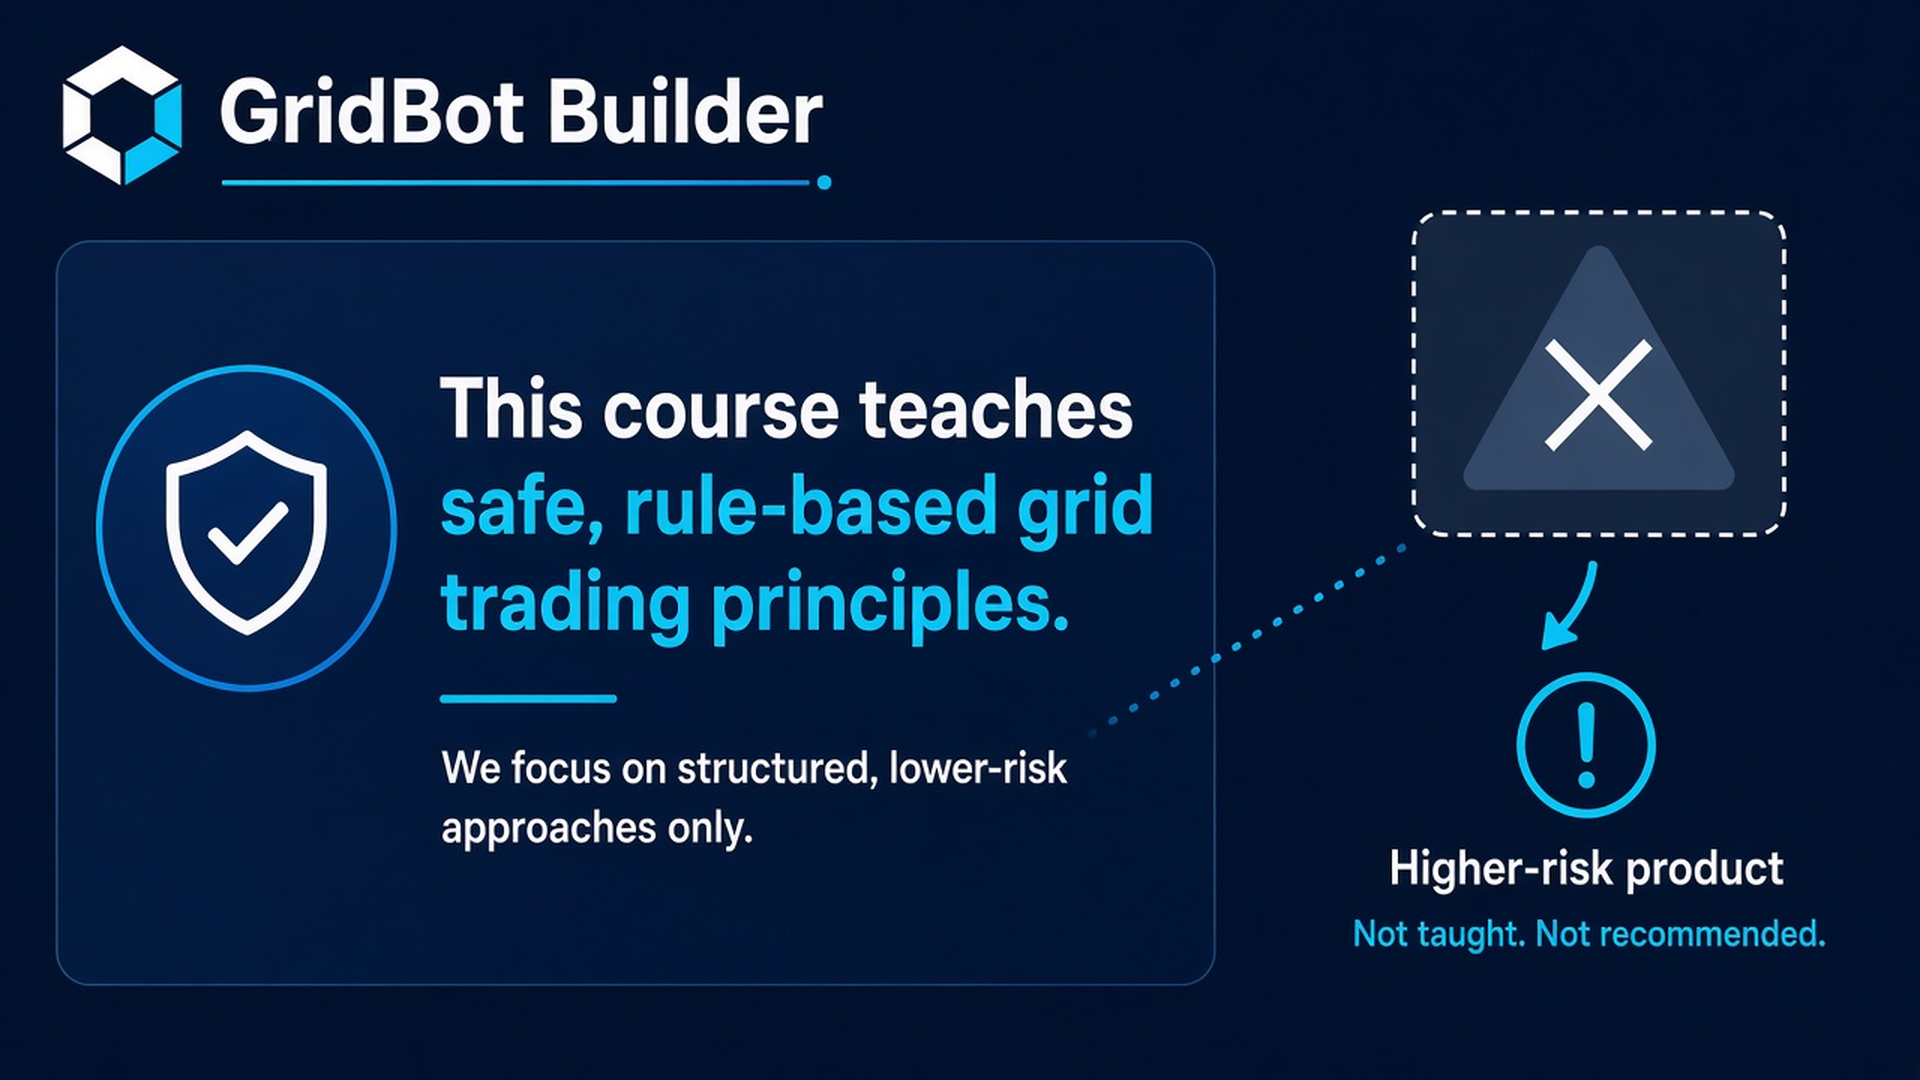 GridBot Builder
This course teaches
safe, rule-based grid
trading principles.
We focus on structured, lower-risk
approaches only.
Higher-risk product
Not taught. Not recommended.